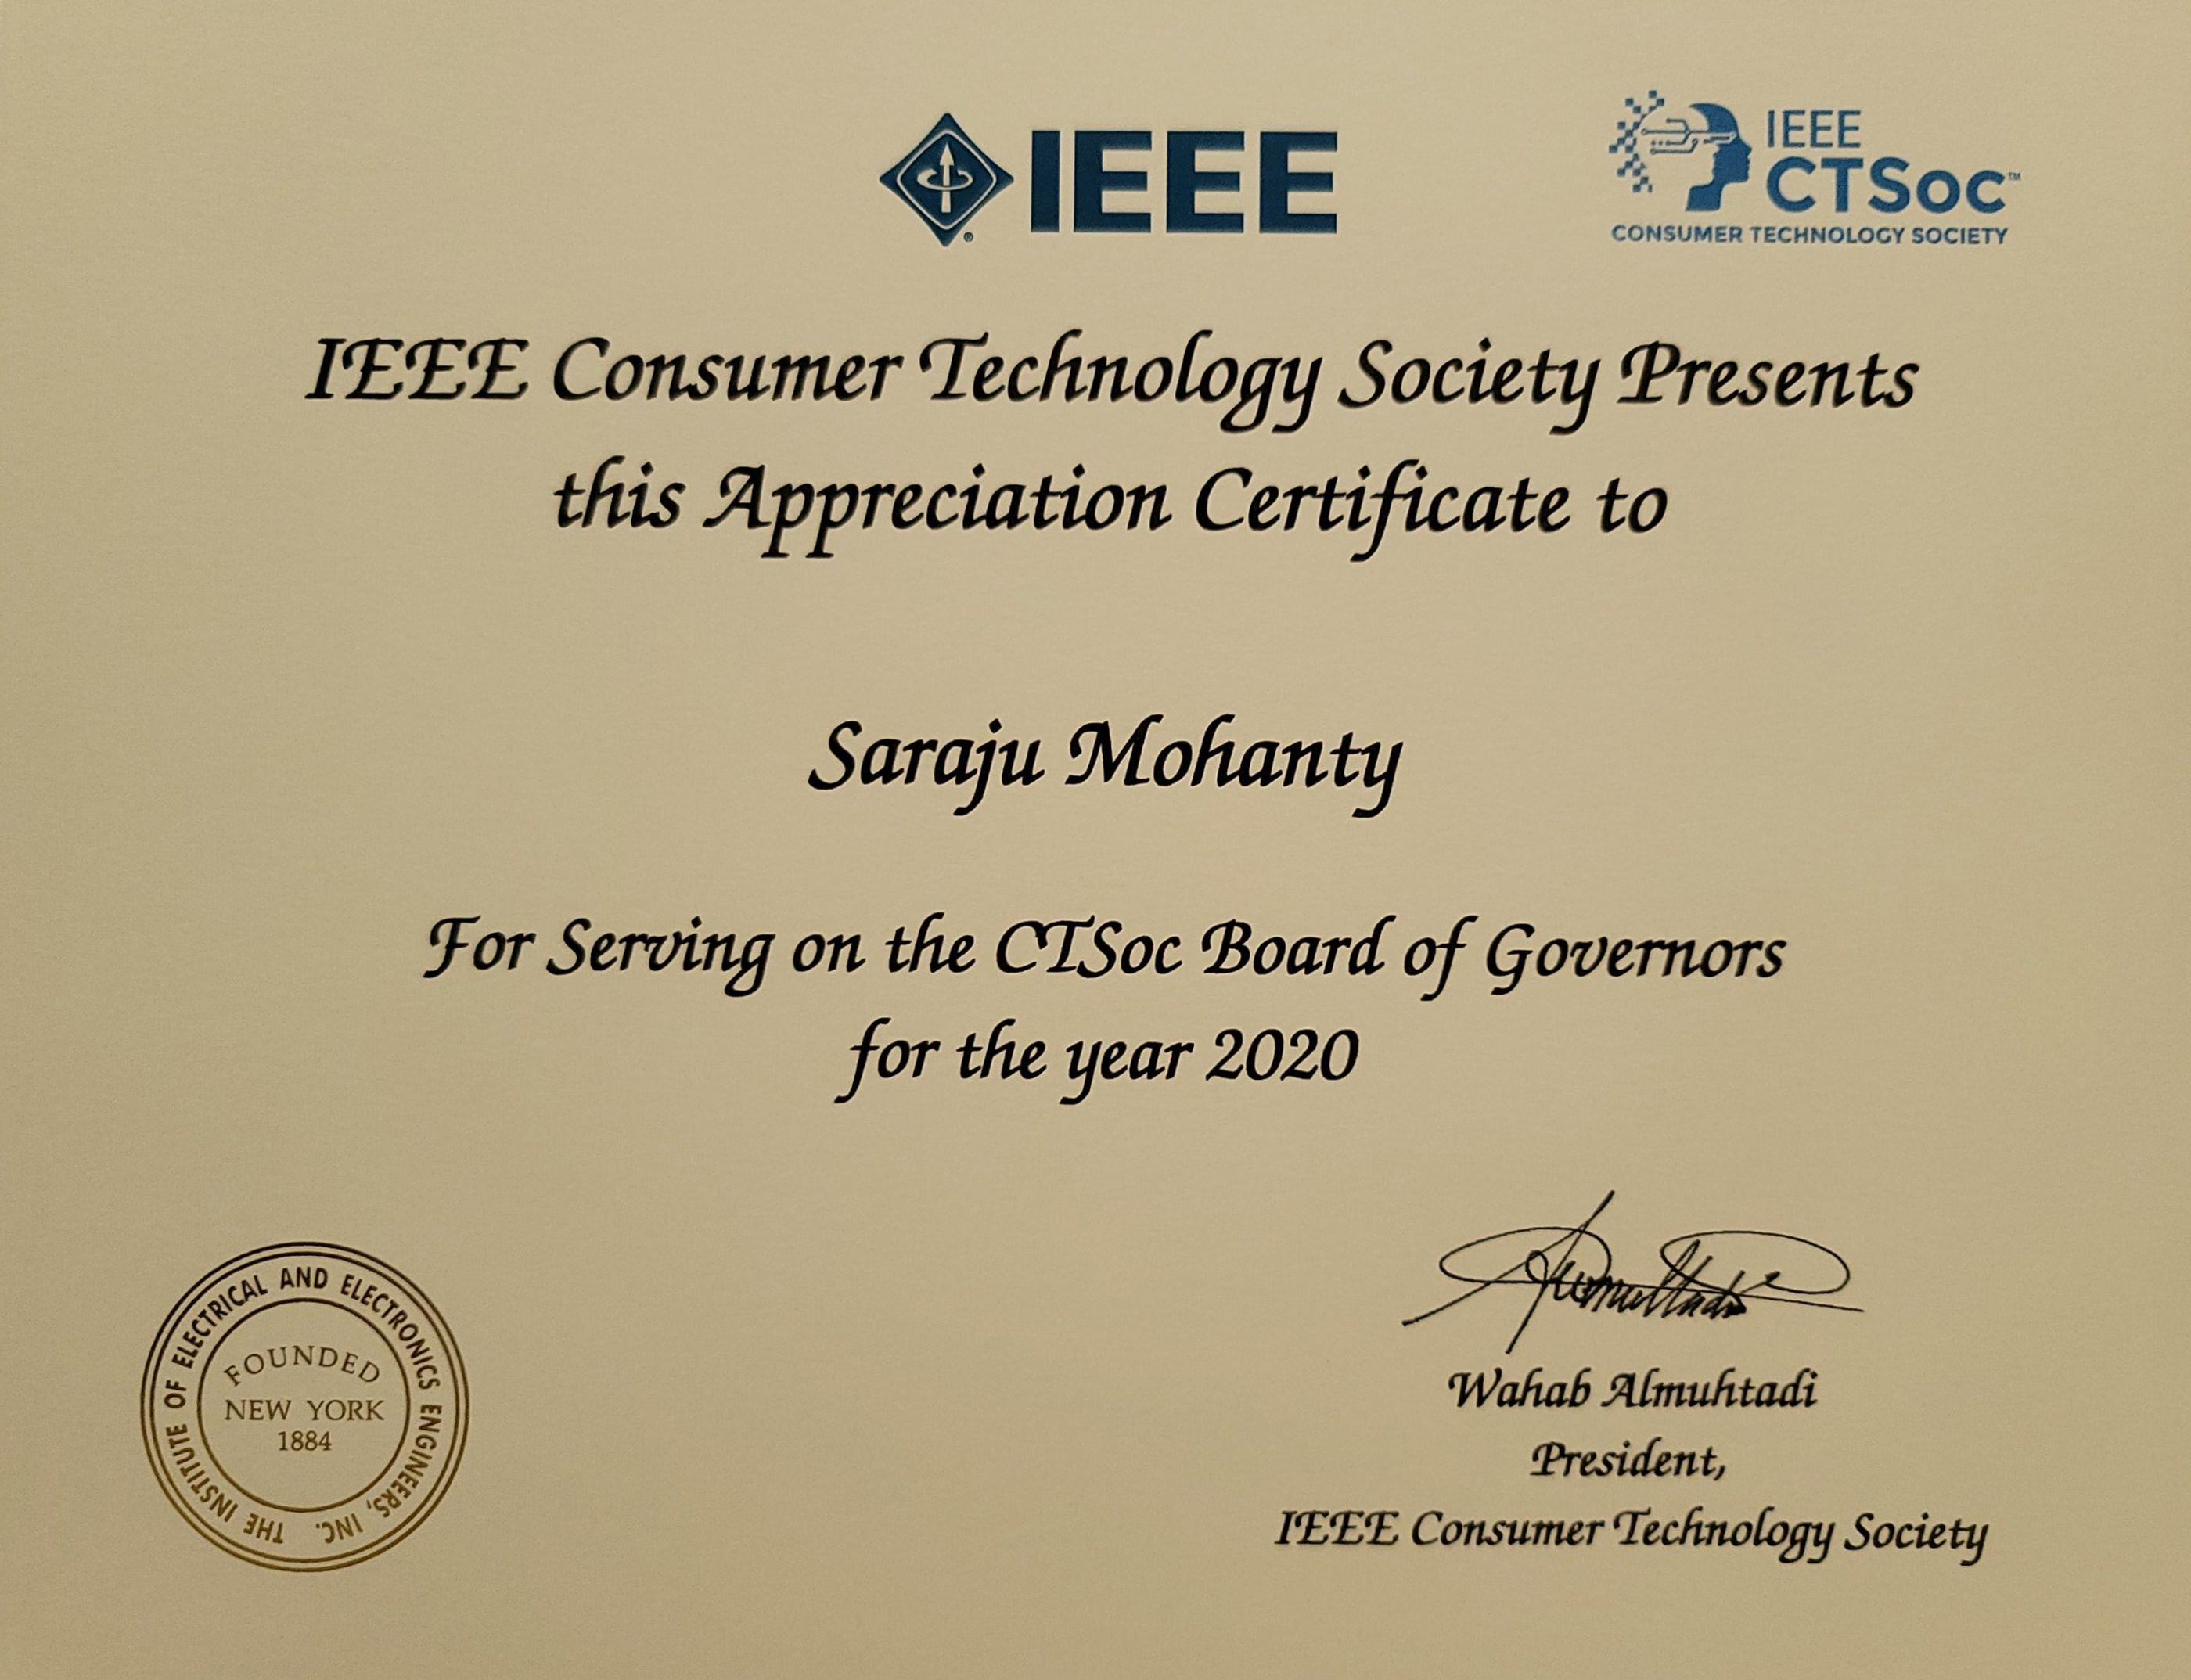 IEEE
IEEE
CTSoc™
CONSUMER TECHNOLOGY SOCIETY
IEEE Consumer Technology Society Presents
this Appreciation Certificate to
Saraju Mohanty
For Serving on the CTSoc Board of Governors
for the year 2020
THE INSTITUTE OF ELECTRICAL AND ELECTRONICS ENGINEERS, INC.
FOUNDED
NEW YORK
1884
Wahab Almuhtadi
President,
IEEE Consumer Technology Society